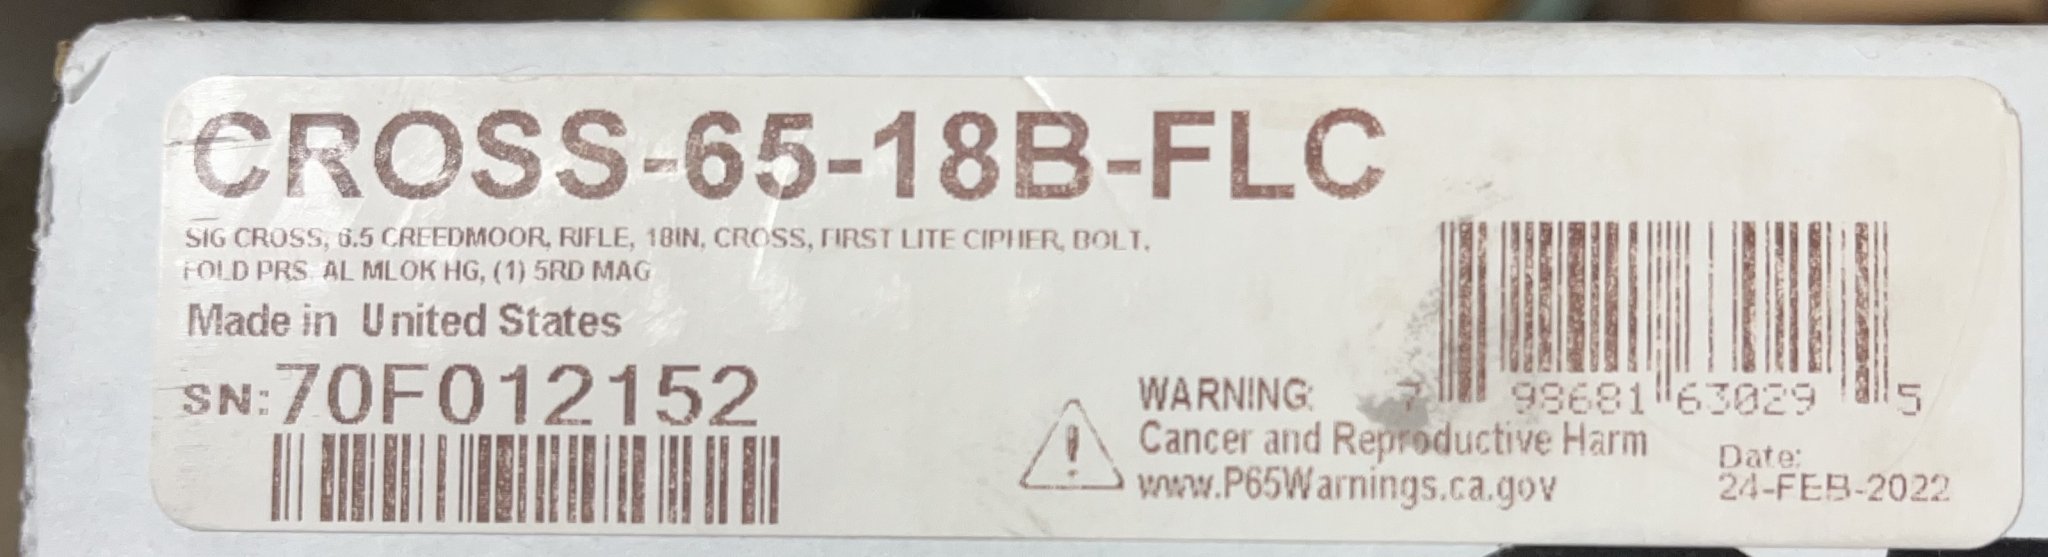 CROSS-65-18B-FLC
SIG CROSS, 6.5 CREEDMOOR, RIFLE, 18IN, CROSS, FIRST LITE CIPHER, BOLT,
FOLD PRS, AL MLOK HG, (1) 5RD MAG
Made in United States
SN:70F012152
7 98681 63029 5
WARNING:
Cancer and Reproductive Harm
www.P65Warnings.ca.gov
Date:
24-FEB-2022